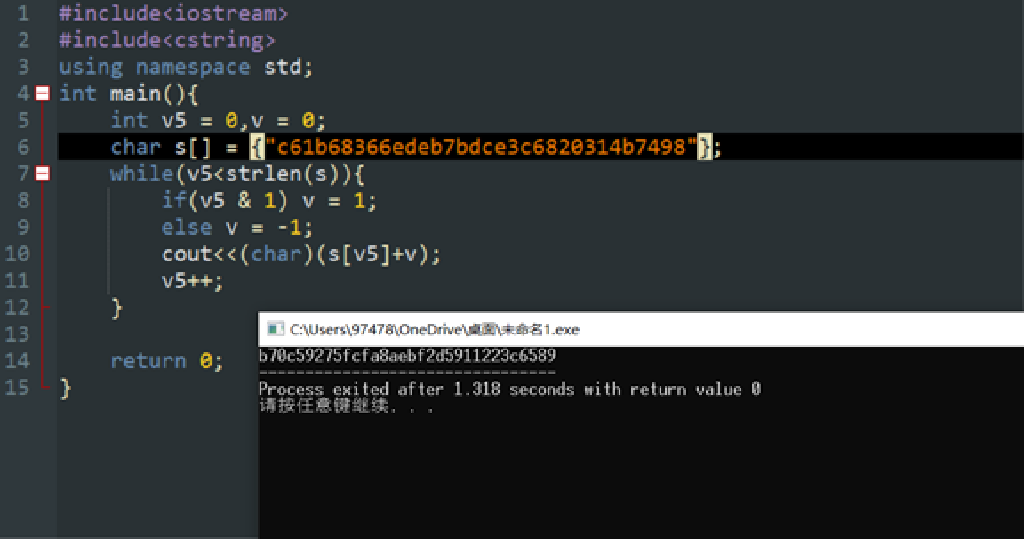 1 #include<iostream>
2 #include<cstring>
3 using namespace std;
4 int main(){
5 int v5 = 0,v = 0;
6 char s[] = {"c61b68366edeb7bdce3c6820314b7498"};
7 while(v5<strlen(s)){
8 if(v5 & 1) v = 1;
9 else v = -1;
10 cout<<(char)(s[v5]+v);
11 v5++;
12 }
13
14 return 0;
15 }
C:\Users\97478\OneDrive\桌面\未命名1.exe
b70c59275fcfa8aebf2d5911223c6589
--------------------------------
Process exited after 1.318 seconds with return value 0
请按任意键继续. . .